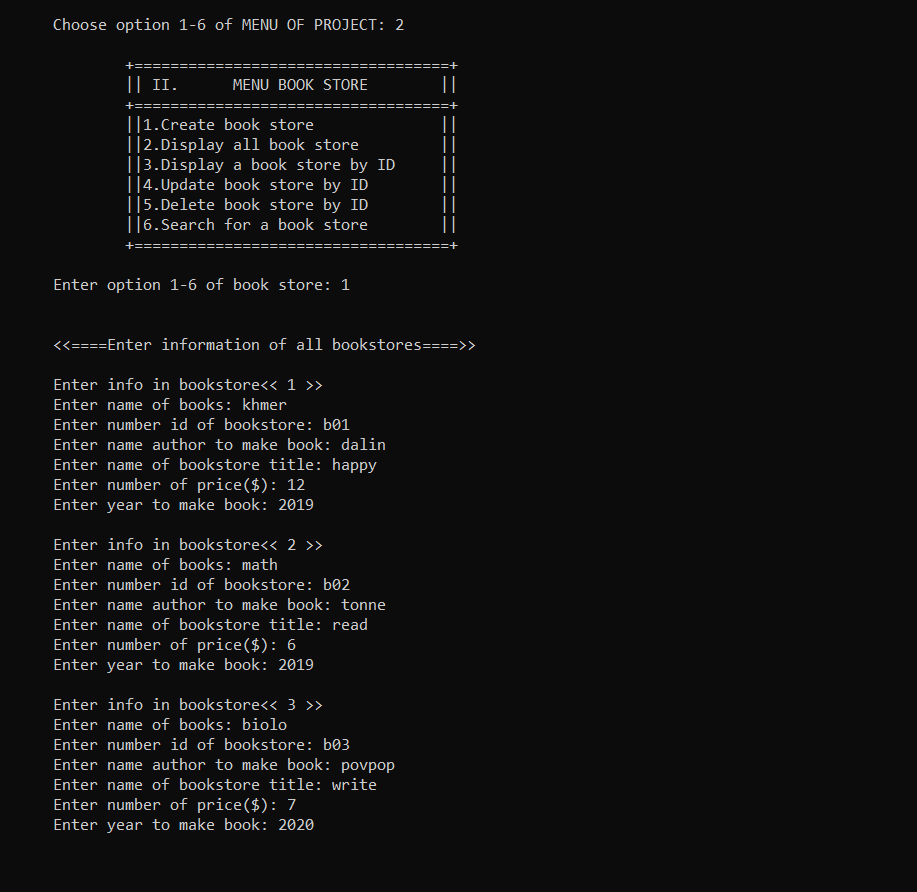 Choose option 1-6 of MENU OF PROJECT: 2
+===================================+
|| II.      MENU BOOK STORE        ||
+===================================+
||1.Create book store              ||
||2.Display all book store         ||
||3.Display a book store by ID     ||
||4.Update book store by ID        ||
||5.Delete book store by ID        ||
||6.Search for a book store        ||
+===================================+
Enter option 1-6 of book store: 1
<<====Enter information of all bookstores====>>
Enter info in bookstore<< 1 >>
Enter name of books: khmer
Enter number id of bookstore: b01
Enter name author to make book: dalin
Enter name of bookstore title: happy
Enter number of price($): 12
Enter year to make book: 2019
Enter info in bookstore<< 2 >>
Enter name of books: math
Enter number id of bookstore: b02
Enter name author to make book: tonne
Enter name of bookstore title: read
Enter number of price($): 6
Enter year to make book: 2019
Enter info in bookstore<< 3 >>
Enter name of books: biolo
Enter number id of bookstore: b03
Enter name author to make book: povpop
Enter name of bookstore title: write
Enter number of price($): 7
Enter year to make book: 2020